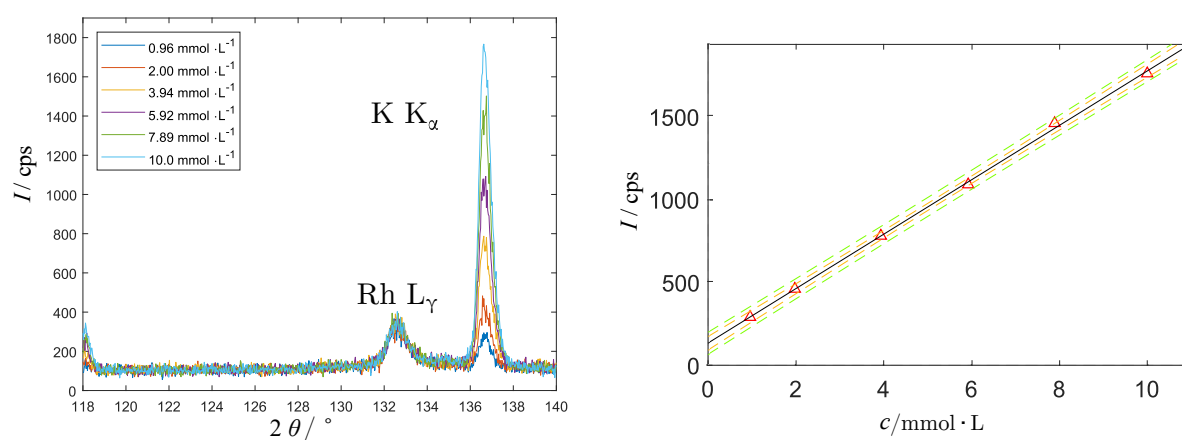 1800
1600
1400
1200
1000
800
600
400
200
0
I / cps
0.96 mmol ·L⁻¹
2.00 mmol ·L⁻¹
3.94 mmol ·L⁻¹
5.92 mmol ·L⁻¹
7.89 mmol ·L⁻¹
10.0 mmol ·L⁻¹
K Kα
Rh Lγ
118 120 122 124 126 128 130 132 134 136 138 140
2 θ / °
1500
1000
500
0
I / cps
0 2 4 6 8 10
c/mmol · L